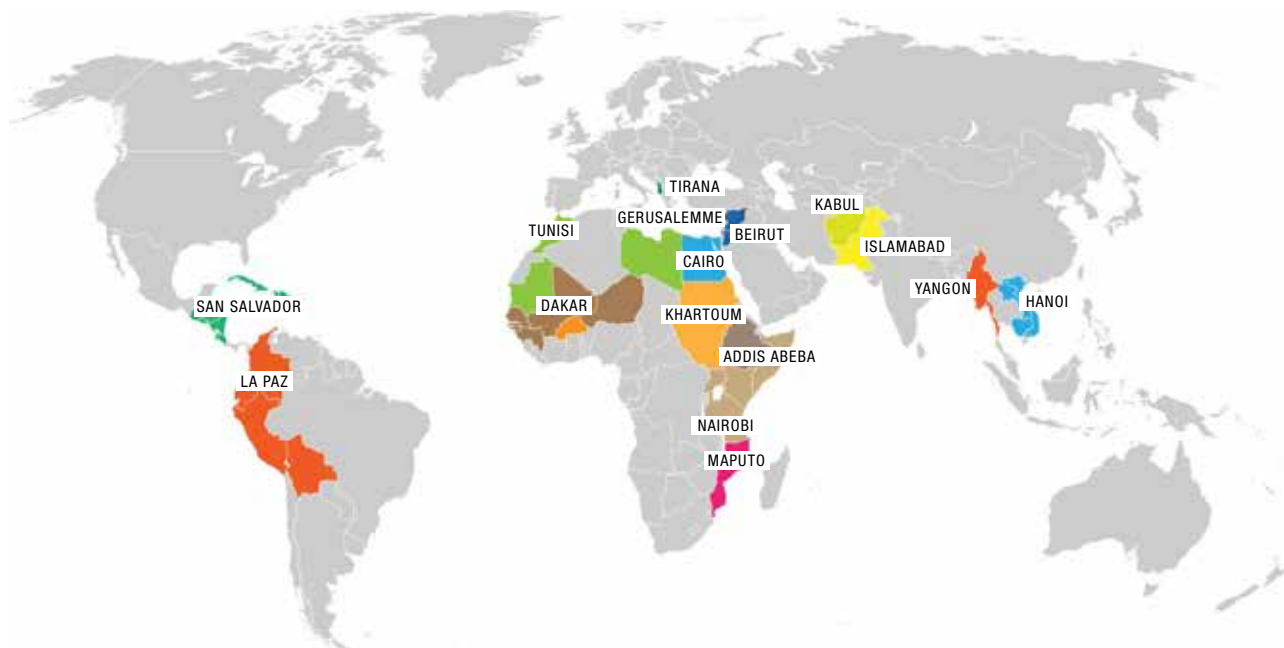 TIRANA
KABUL
GERUSALEMME
TUNISI
BEIRUT
ISLAMABAD
CAIRO
YANGON
HANOI
SAN SALVADOR
DAKAR
KHARTOUM
ADDIS ABEBA
LA PAZ
NAIROBI
MAPUTO